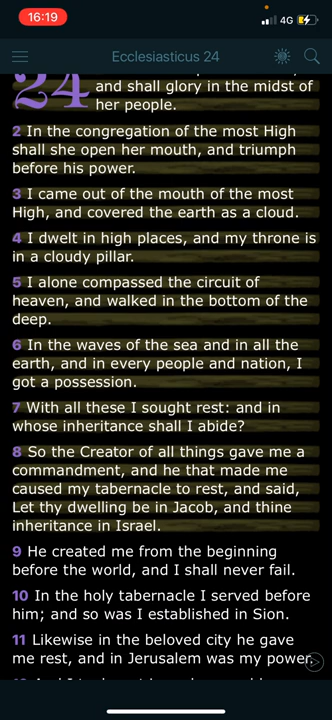 16:19
4G
Ecclesiasticus 24
24
and shall glory in the midst of
her people.
2 In the congregation of the most High
shall she open her mouth, and triumph
before his power.
3 I came out of the mouth of the most
High, and covered the earth as a cloud.
4 I dwelt in high places, and my throne is
in a cloudy pillar.
5 I alone compassed the circuit of
heaven, and walked in the bottom of the
deep.
6 In the waves of the sea and in all the
earth, and in every people and nation, I
got a possession.
7 With all these I sought rest: and in
whose inheritance shall I abide?
8 So the Creator of all things gave me a
commandment, and he that made me
caused my tabernacle to rest, and said,
Let thy dwelling be in Jacob, and thine
inheritance in Israel.
9 He created me from the beginning
before the world, and I shall never fail.
10 In the holy tabernacle I served before
him; and so was I established in Sion.
11 Likewise in the beloved city he gave
me rest, and in Jerusalem was my power.